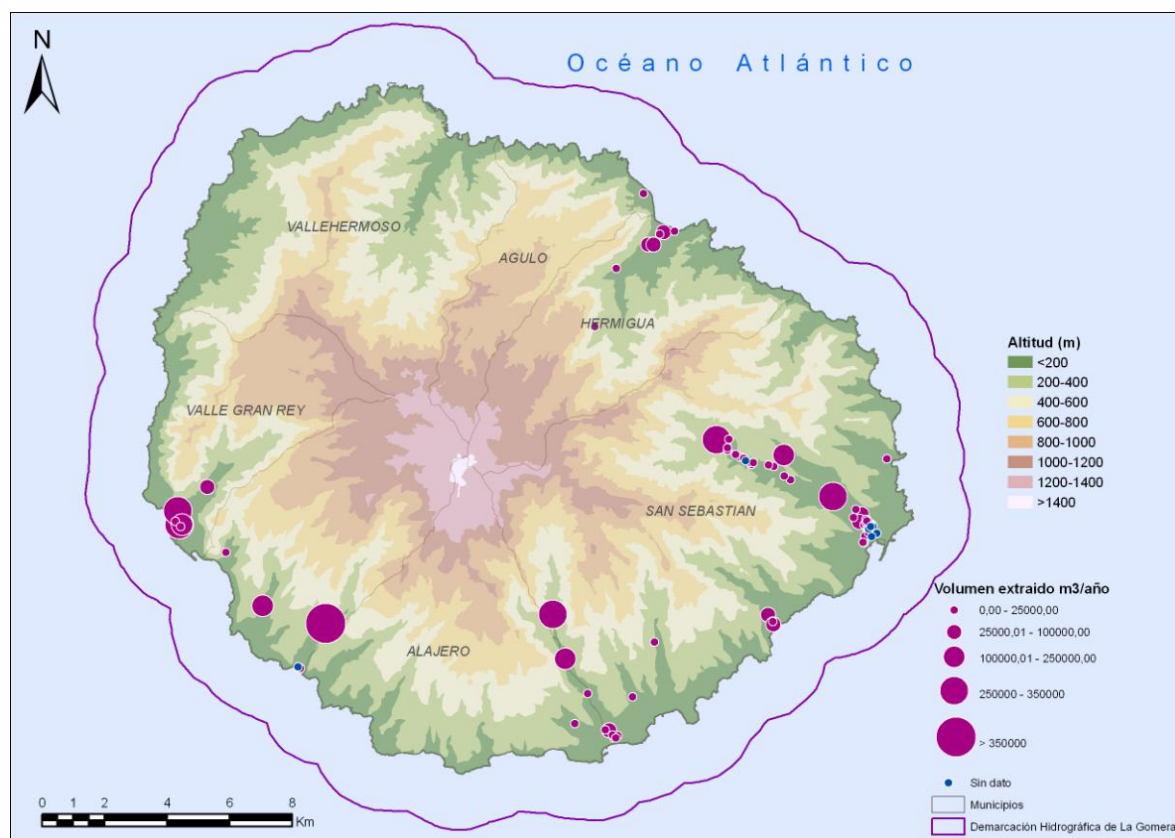 N
Océano Atlántico
VALLEHERMOSO
AGULO
HERMIGUA
VALLE GRAN REY
SAN SEBASTIAN
ALAJERO
Altitud (m)
<200
200-400
400-600
600-800
800-1000
1000-1200
1200-1400
>1400
Volumen extraido m3/año
0,00 - 25000,00
25000,01 - 100000,00
100000,01 - 250000,00
250000 - 350000
> 350000
Sin dato
Municipios
Demarcación Hidrográfica de La Gomera
0 2 4 6 8
Km